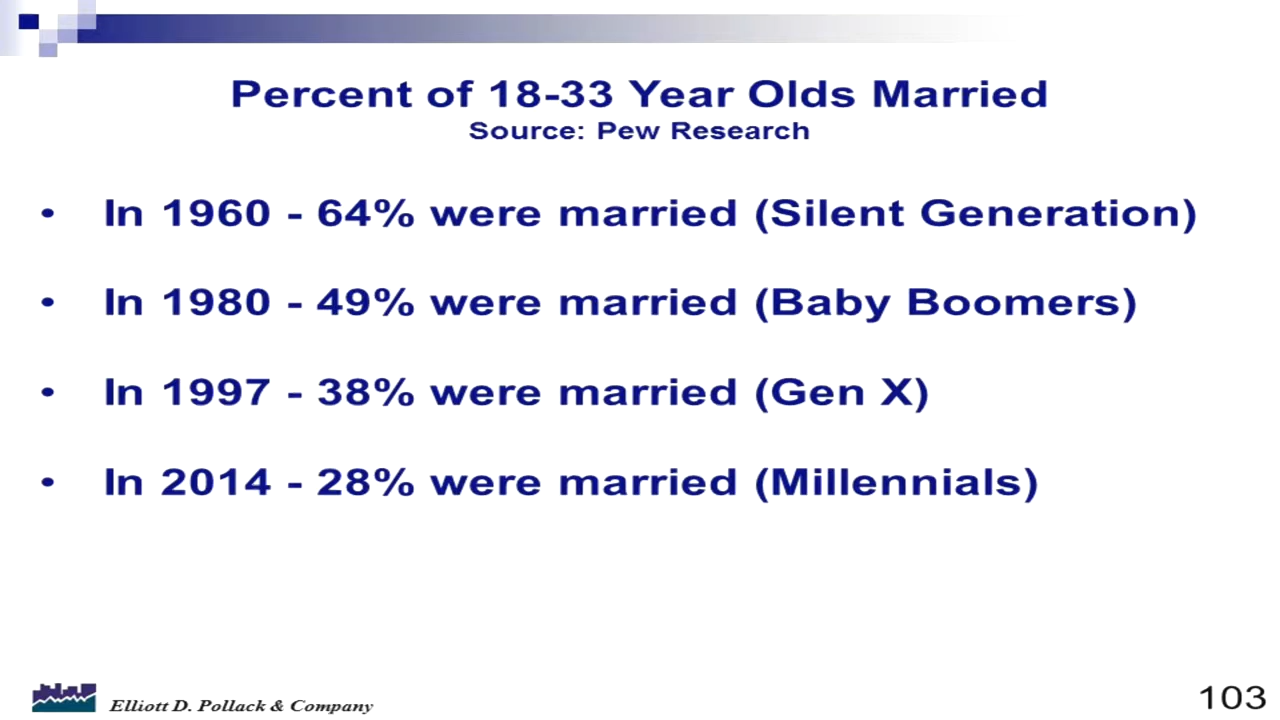 Percent of 18-33 Year Olds Married
Source: Pew Research
• In 1960 - 64% were married (Silent Generation)
• In 1980 - 49% were married (Baby Boomers)
• In 1997 - 38% were married (Gen X)
• In 2014 - 28% were married (Millennials)
Elliott D. Pollack & Company
103